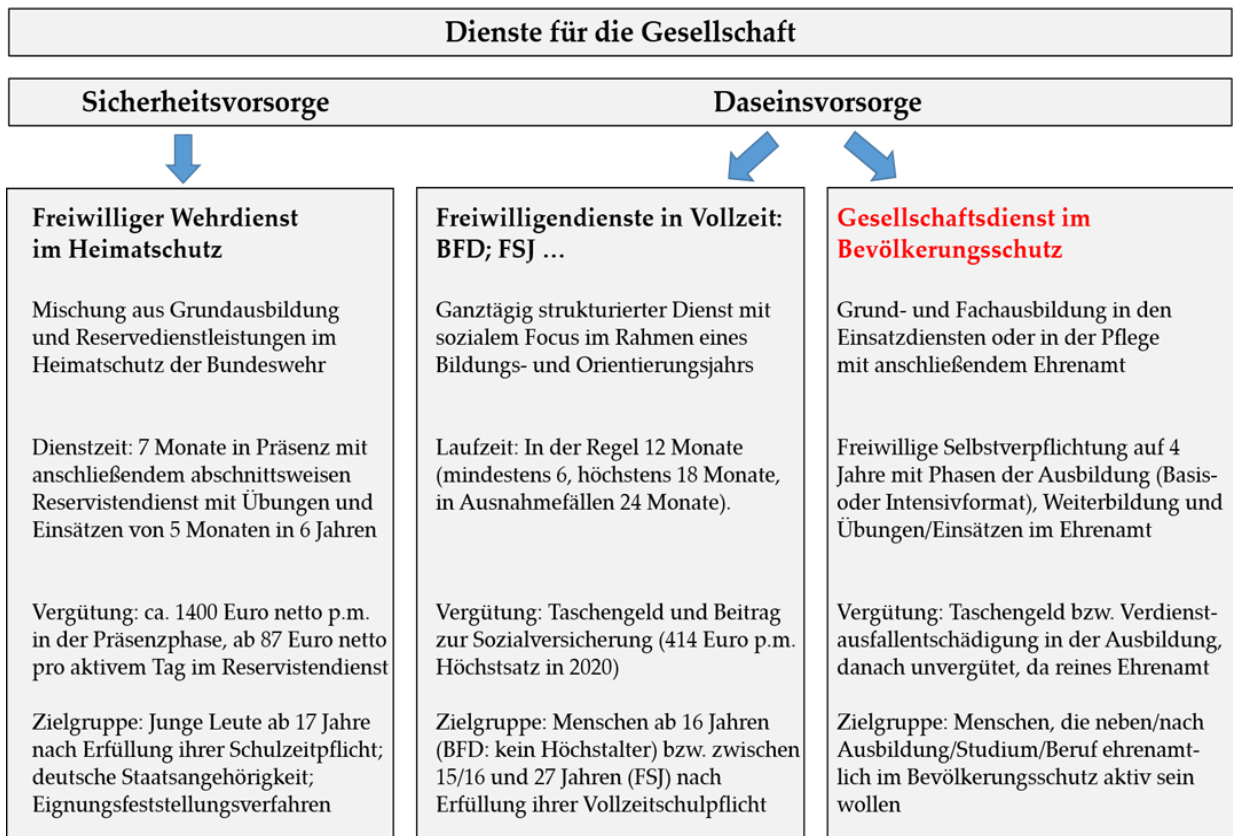 Dienste für die Gesellschaft
Sicherheitsvorsorge
Daseinsvorsorge
Freiwilliger Wehrdienst
im Heimatschutz
Mischung aus Grundausbildung
und Reservedienstleistungen im
Heimatschutz der Bundeswehr
Dienstzeit: 7 Monate in Präsenz mit
anschließendem abschnittsweisen
Reservistendienst mit Übungen und
Einsätzen von 5 Monaten in 6 Jahren
Vergütung: ca. 1400 Euro netto p.m.
in der Präsenzphase, ab 87 Euro netto
pro aktivem Tag im Reservistendienst
Zielgruppe: Junge Leute ab 17 Jahre
nach Erfüllung ihrer Schulzeitpflicht;
deutsche Staatsangehörigkeit;
Eignungsfeststellungsverfahren
Freiwilligendienste in Vollzeit:
BFD; FSJ …
Ganztägig strukturierter Dienst mit
sozialem Focus im Rahmen eines
Bildungs- und Orientierungsjahrs
Laufzeit: In der Regel 12 Monate
(mindestens 6, höchstens 18 Monate,
in Ausnahmefällen 24 Monate).
Vergütung: Taschengeld und Beitrag
zur Sozialversicherung (414 Euro p.m.
Höchstsatz in 2020)
Zielgruppe: Menschen ab 16 Jahren
(BFD: kein Höchstalter) bzw. zwischen
15/16 und 27 Jahren (FSJ) nach
Erfüllung ihrer Vollzeitschulpflicht
Gesellschaftsdienst im
Bevölkerungsschutz
Grund- und Fachausbildung in den
Einsatzdiensten oder in der Pflege
mit anschließendem Ehrenamt
Freiwillige Selbstverpflichtung auf 4
Jahre mit Phasen der Ausbildung (Basis-
oder Intensivformat), Weiterbildung und
Übungen/Einsätzen im Ehrenamt
Vergütung: Taschengeld bzw. Verdienst-
ausfallentschädigung in der Ausbildung,
danach unvergütet, da reines Ehrenamt
Zielgruppe: Menschen, die neben/nach
Ausbildung/Studium/Beruf ehrenamt-
lich im Bevölkerungsschutz aktiv sein
wollen